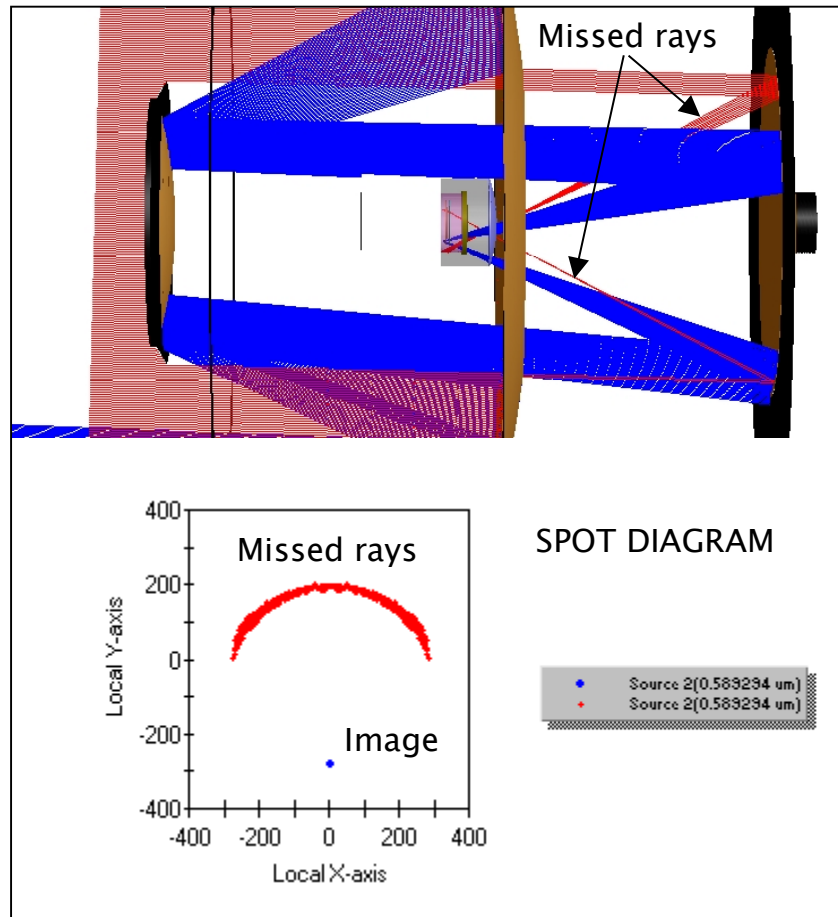 Missed rays
SPOT DIAGRAM
Missed rays
Image
400
200
0
-200
-400
-400 -200 0 200 400
Local Y-axis
Local X-axis
Source 2(0.589294 um)
Source 2(0.589294 um)